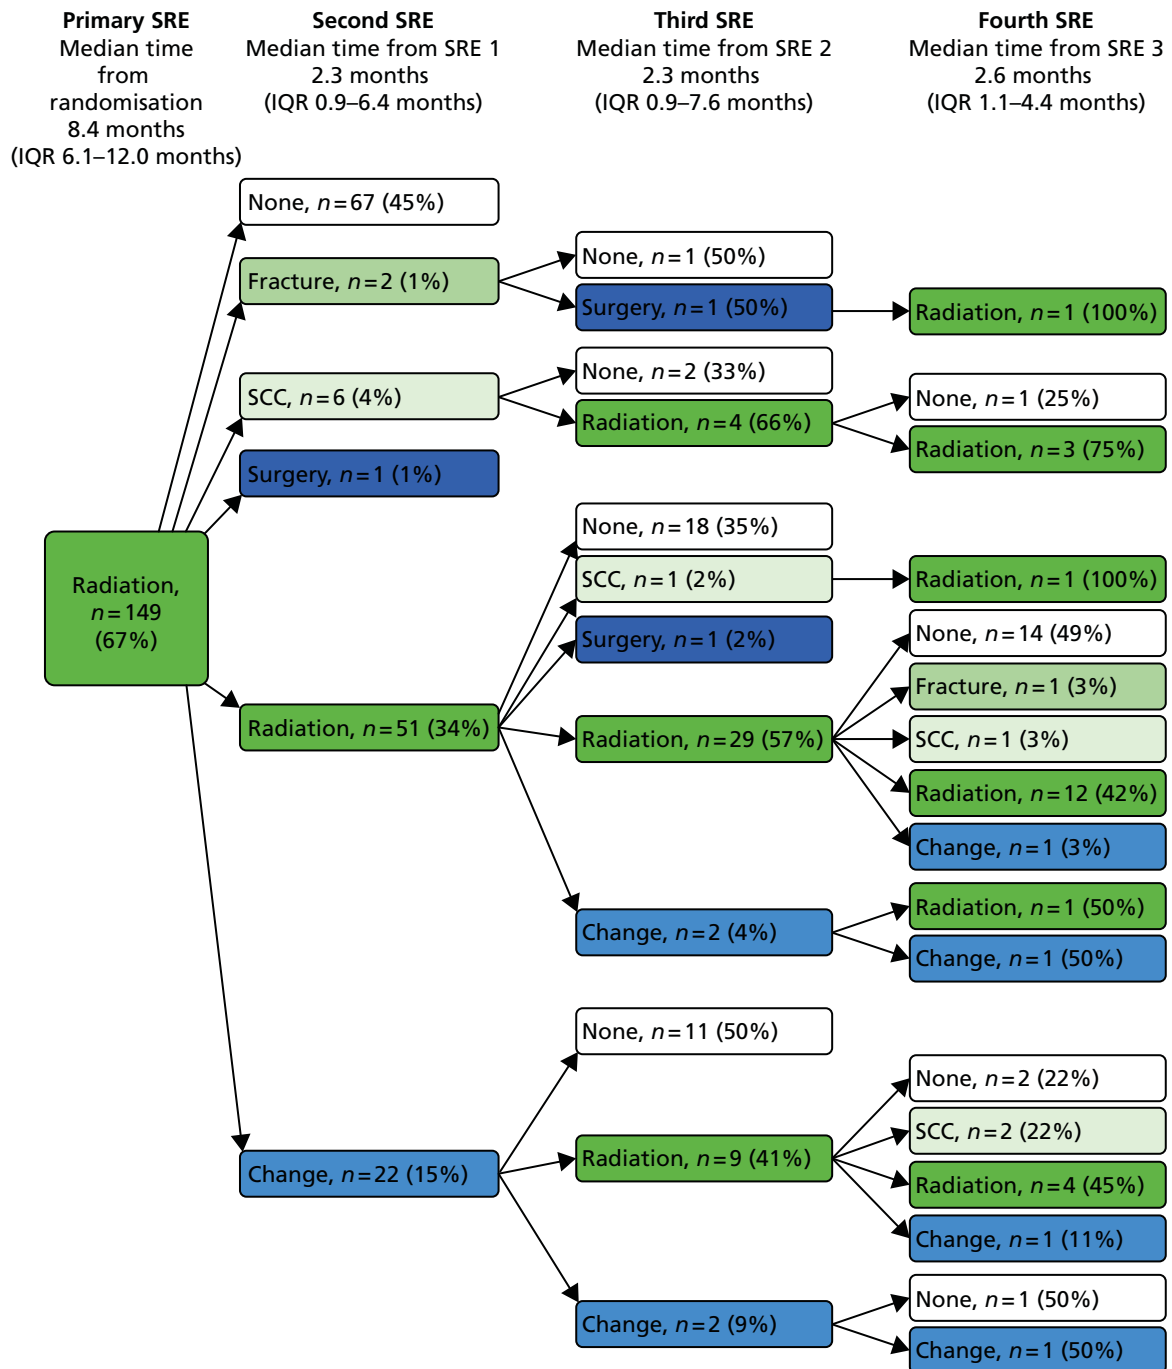 Primary SRE
Median time
from
randomisation
8.4 months
(IQR 6.1–12.0 months)
Second SRE
Median time from SRE 1
2.3 months
(IQR 0.9–6.4 months)
Third SRE
Median time from SRE 2
2.3 months
(IQR 0.9–7.6 months)
Fourth SRE
Median time from SRE 3
2.6 months
(IQR 1.1–4.4 months)
Radiation,
n=149
(67%)
None, n=67 (45%)
Fracture, n=2 (1%)
SCC, n=6 (4%)
Surgery, n=1 (1%)
Radiation, n=51 (34%)
Change, n=22 (15%)
None, n=1 (50%)
Surgery, n=1 (50%)
None, n=2 (33%)
Radiation, n=4 (66%)
None, n=18 (35%)
SCC, n=1 (2%)
Surgery, n=1 (2%)
Radiation, n=29 (57%)
Change, n=2 (4%)
None, n=11 (50%)
Radiation, n=9 (41%)
Change, n=2 (9%)
Radiation, n=1 (100%)
None, n=1 (25%)
Radiation, n=3 (75%)
Radiation, n=1 (100%)
None, n=14 (49%)
Fracture, n=1 (3%)
SCC, n=1 (3%)
Radiation, n=12 (42%)
Change, n=1 (3%)
Radiation, n=1 (50%)
Change, n=1 (50%)
None, n=2 (22%)
SCC, n=2 (22%)
Radiation, n=4 (45%)
Change, n=1 (11%)
None, n=1 (50%)
Change, n=1 (50%)